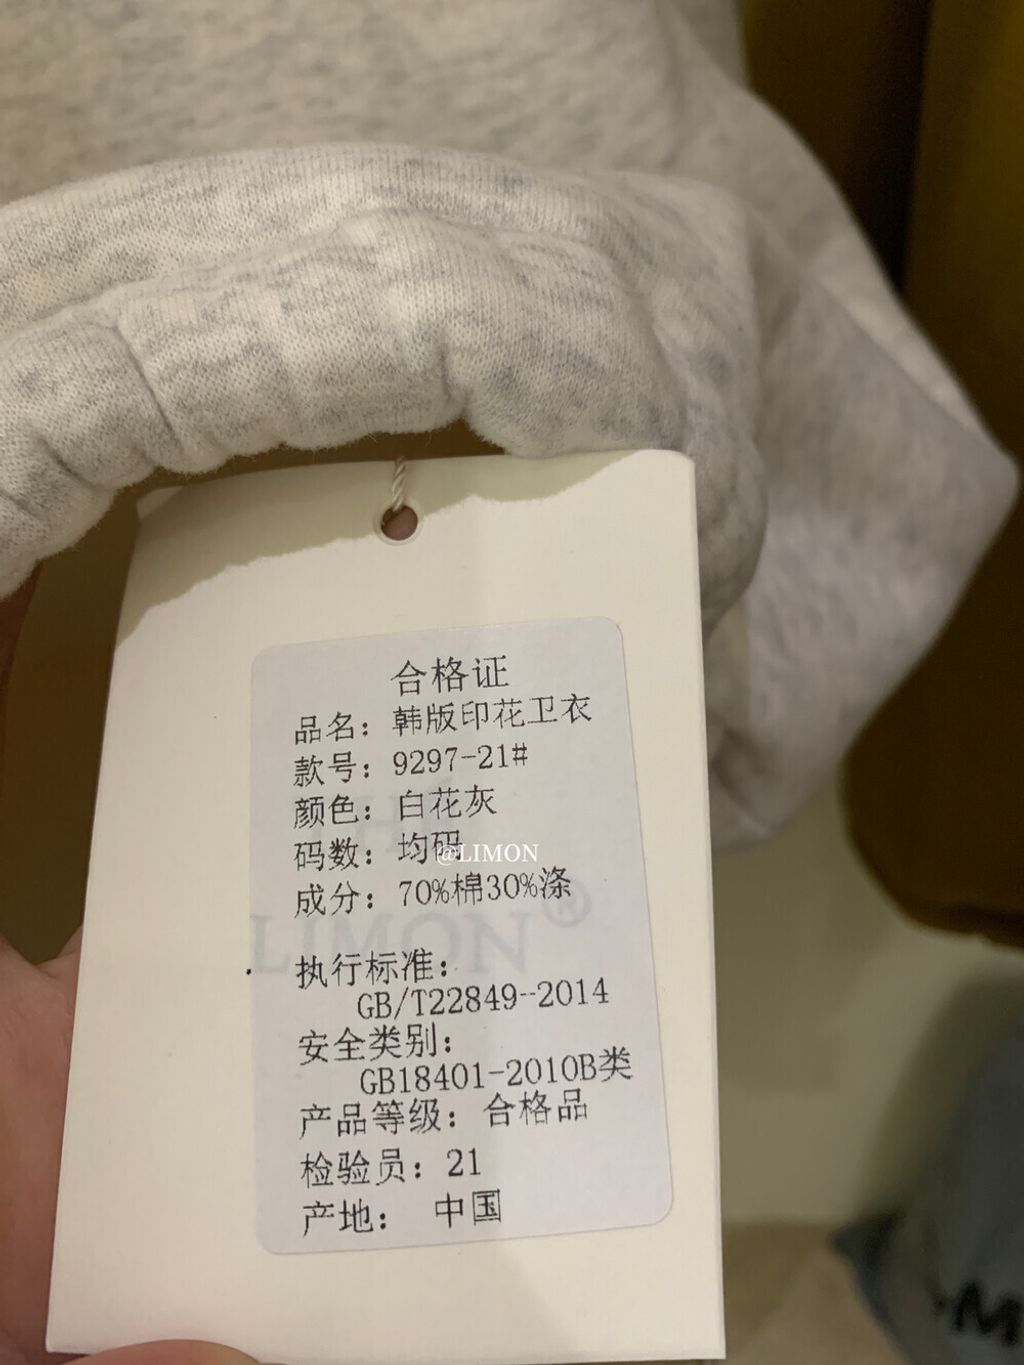 合格证
品名：韩版印花卫衣
款号：9297-21#
颜色：白花灰
码数：均码
@LIMON
成分：70%棉30%涤
LIMON®
执行标准：
GB/T22849-2014
安全类别：
GB18401-2010B类
产品等级：合格品
检验员：21
产地：中国